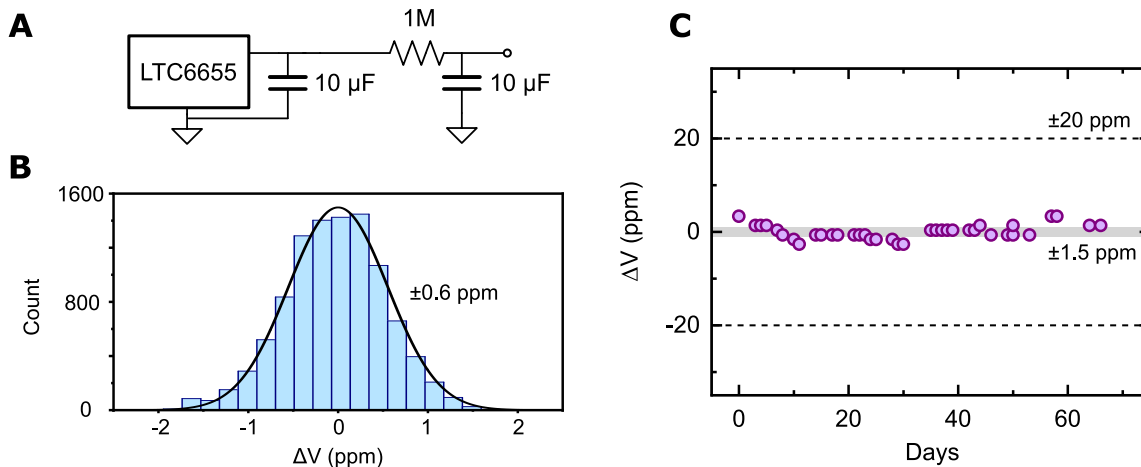 A
1M
LTC6655
10 µF
10 µF
B
1600
800
0
Count
±0.6 ppm
-2
-1
0
1
2
ΔV (ppm)
C
20
0
-20
ΔV (ppm)
±20 ppm
±1.5 ppm
0
20
40
60
Days